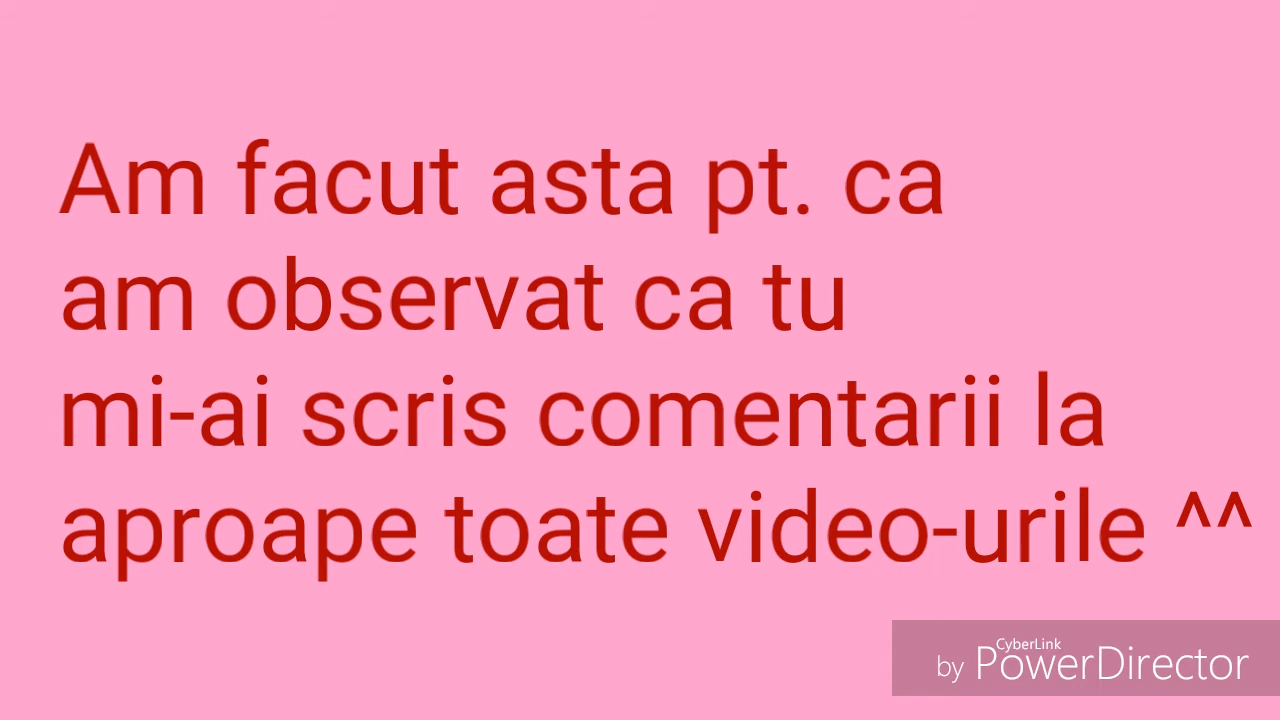 Am facut asta pt. ca
am observat ca tu
mi-ai scris comentarii la
aproape toate video-urile ^^
CyberLink
by PowerDirector